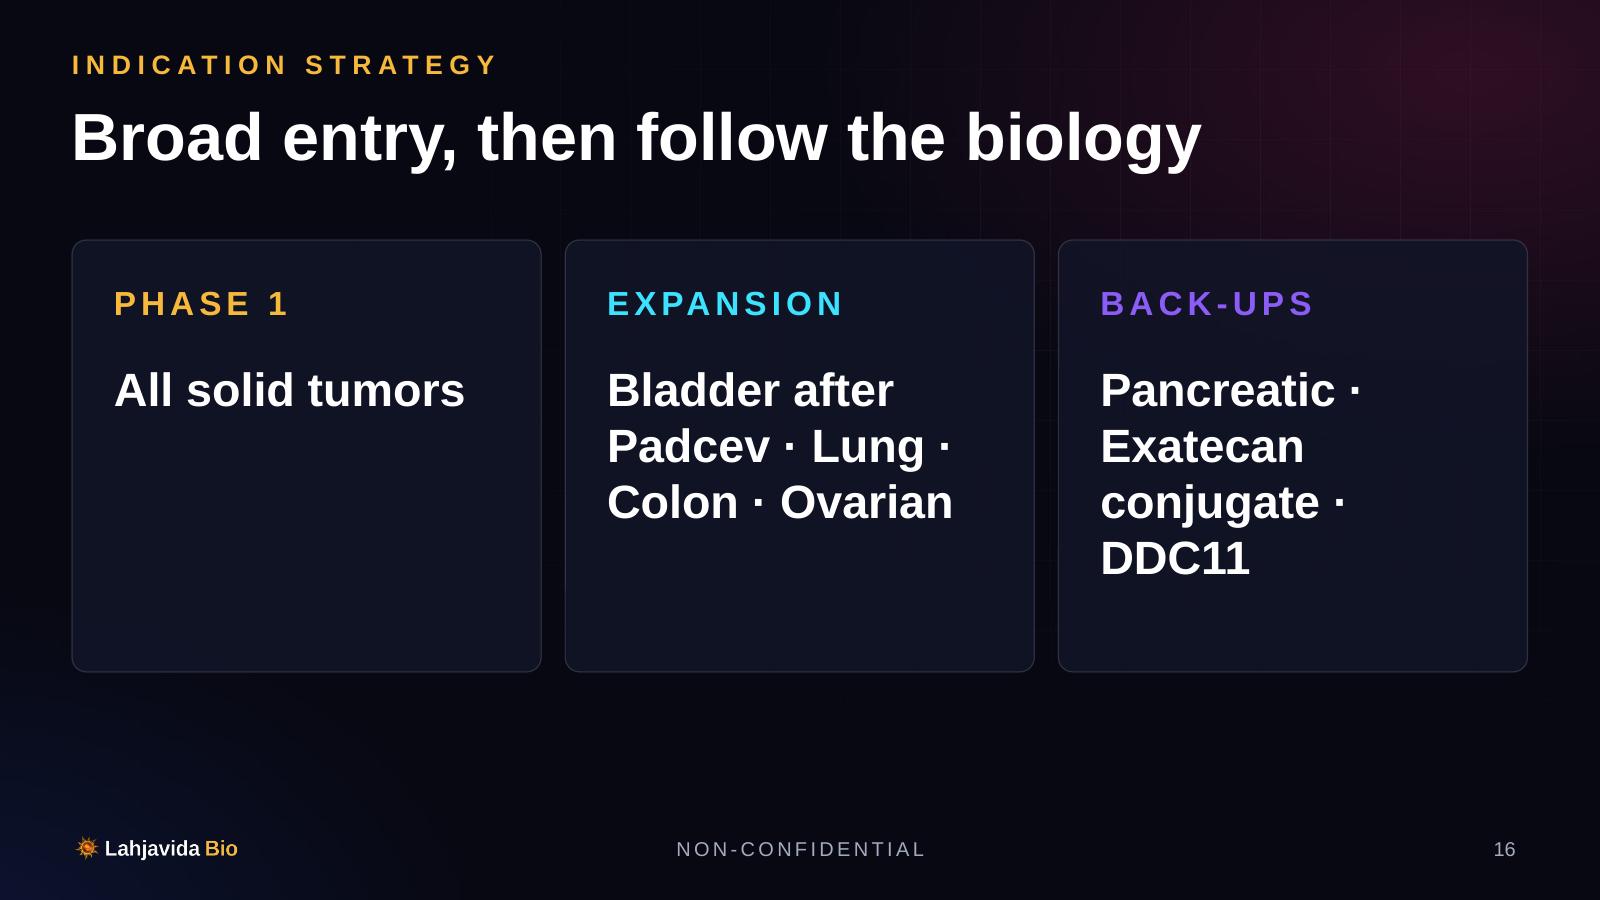 INDICATION STRATEGY
Broad entry, then follow the biology
PHASE 1
All solid tumors
EXPANSION
Bladder after
Padcev · Lung ·
Colon · Ovarian
BACK-UPS
Pancreatic ·
Exatecan
conjugate ·
DDC11
Lahjavida Bio
NON-CONFIDENTIAL
16